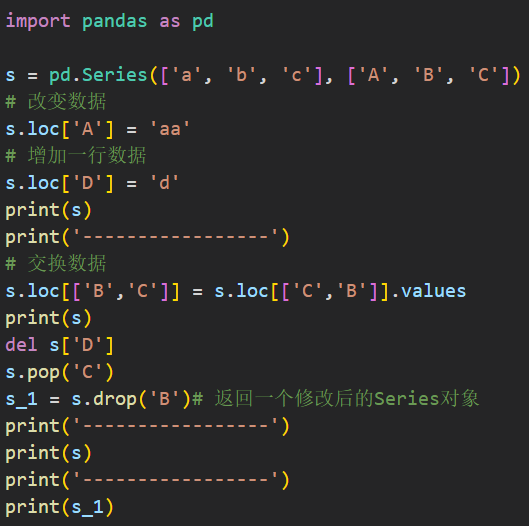 import pandas as pd
s = pd.Series(['a', 'b', 'c'], ['A', 'B', 'C'])
# 改变数据
s.loc['A'] = 'aa'
# 增加一行数据
s.loc['D'] = 'd'
print(s)
print('-----------------')
# 交换数据
s.loc[['B','C']] = s.loc[['C','B']].values
print(s)
del s['D']
s.pop('C')
s_1 = s.drop('B')# 返回一个修改后的Series对象
print('-----------------')
print(s)
print('-----------------')
print(s_1)